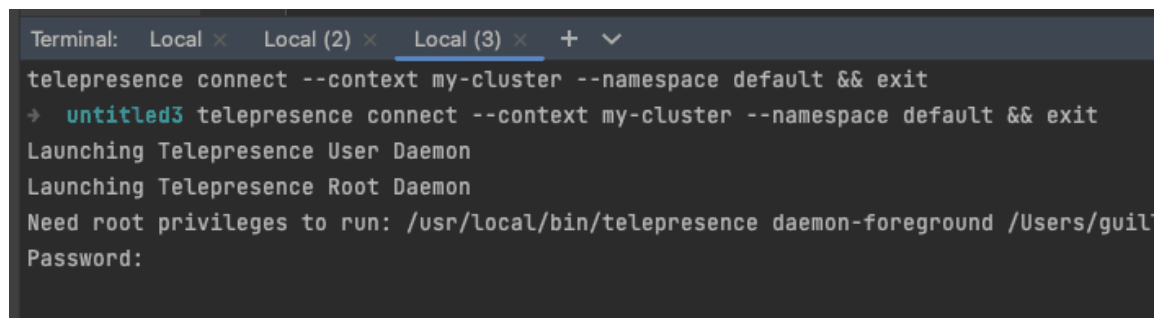 Terminal: Local × Local (2) × Local (3) × +
telepresence connect --context my-cluster --namespace default && exit
→ untitled3 telepresence connect --context my-cluster --namespace default && exit
Launching Telepresence User Daemon
Launching Telepresence Root Daemon
Need root privileges to run: /usr/local/bin/telepresence daemon-foreground /Users/guil
Password: